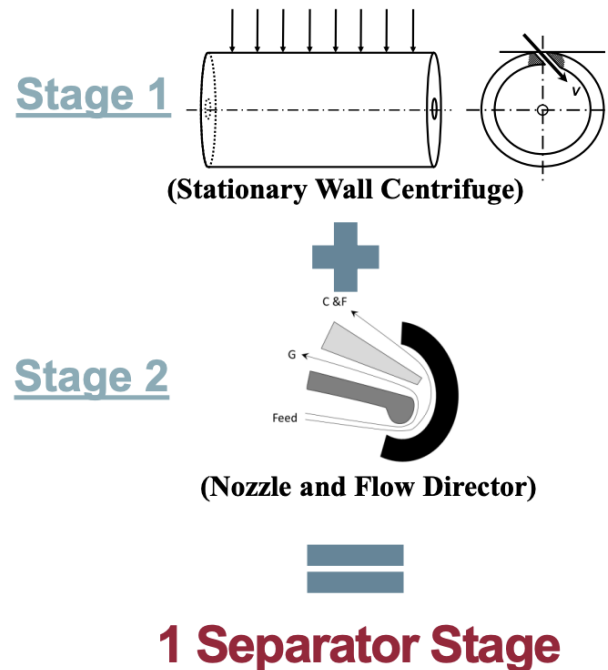 Stage 1
v
(Stationary Wall Centrifuge)
C &F
G
Stage 2
Feed
(Nozzle and Flow Director)
1 Separator Stage